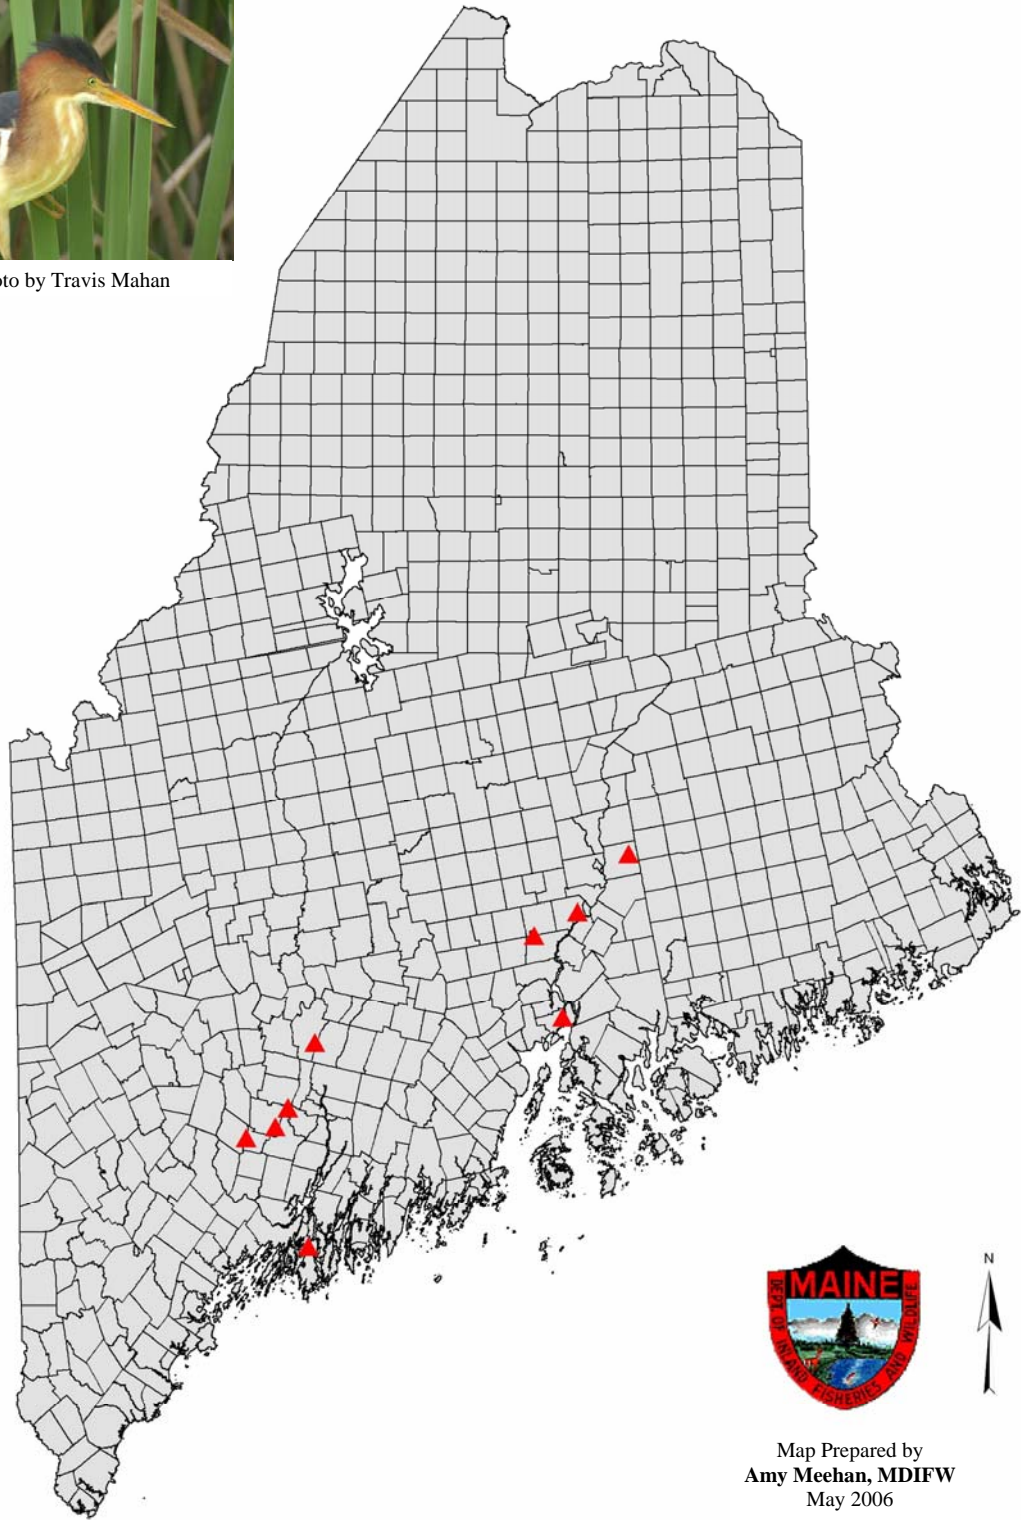 oto by Travis Mahan
MAINE
DEPT. OF INLAND FISHERIES AND WILDLIFE
N
Map Prepared by
Amy Meehan, MDIFW
May 2006